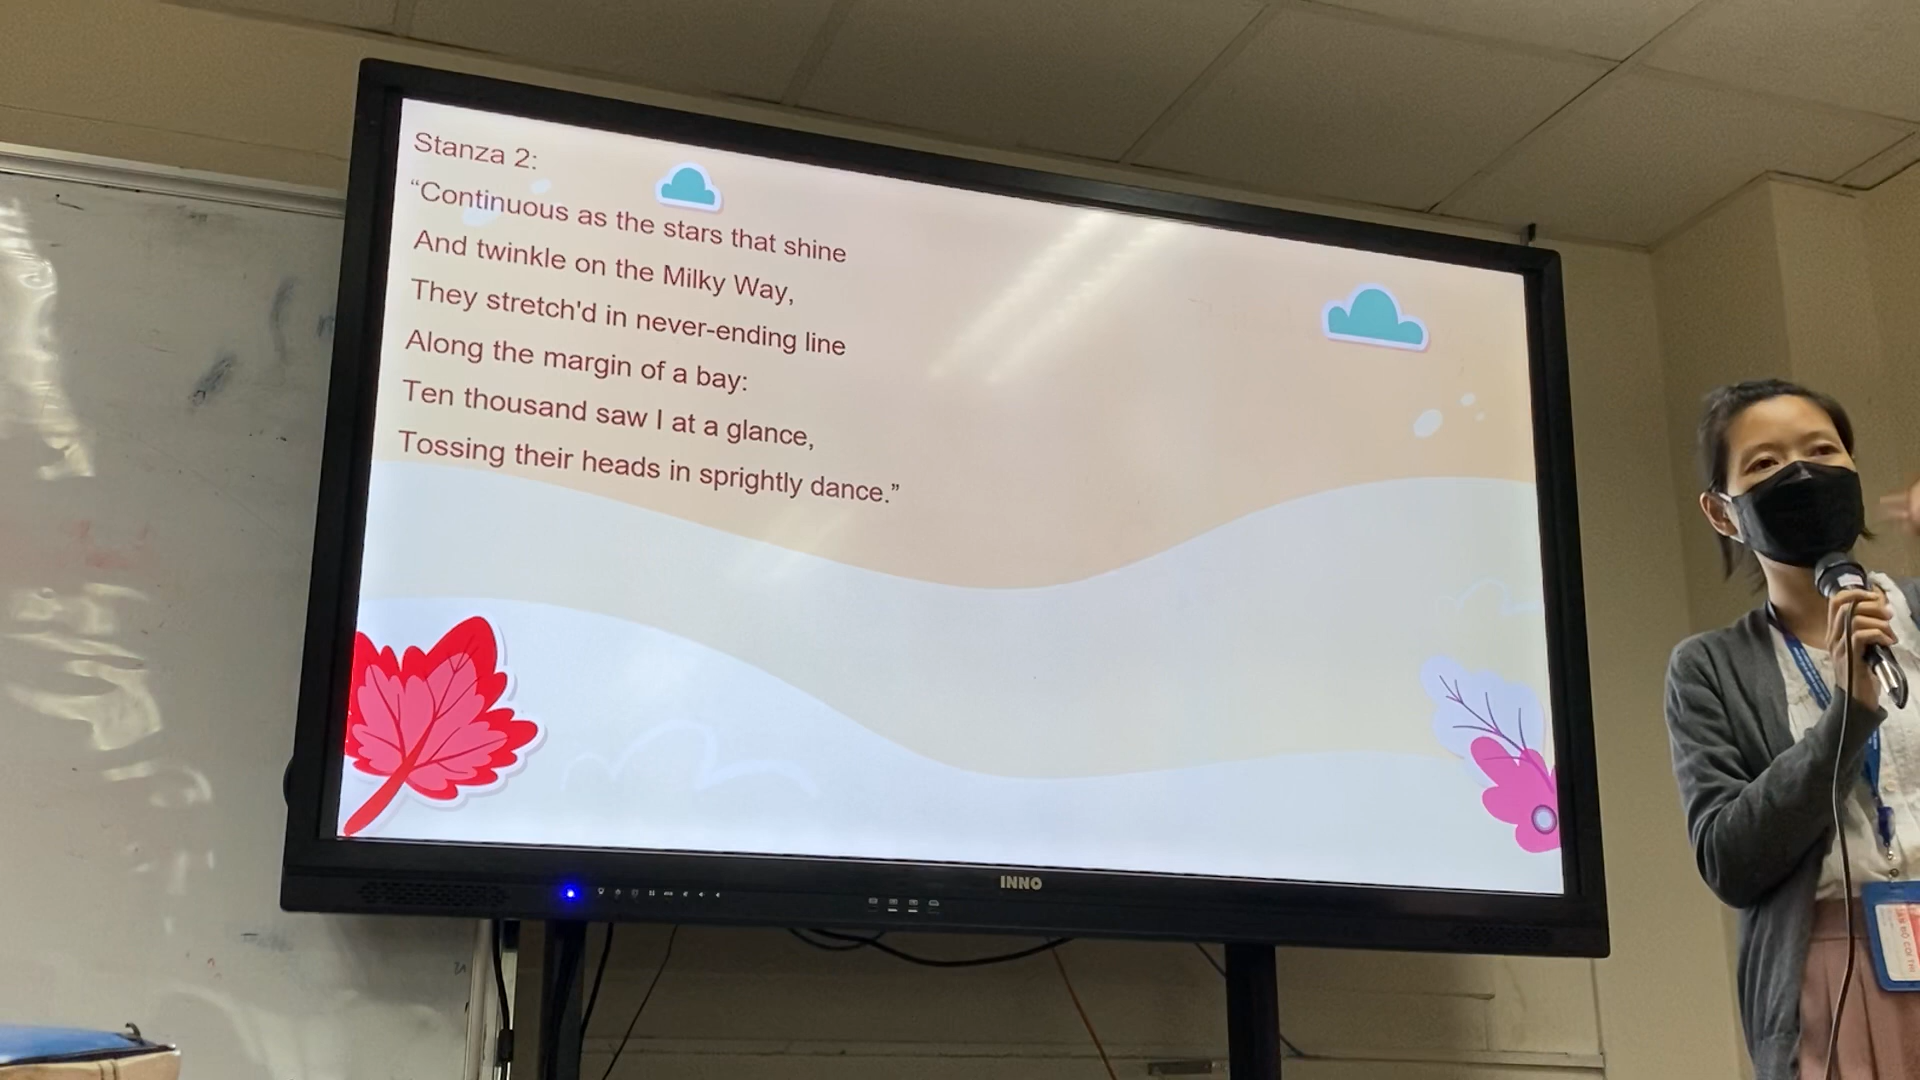 Stanza 2:
“Continuous as the stars that shine
And twinkle on the Milky Way,
They stretch'd in never-ending line
Along the margin of a bay:
Ten thousand saw I at a glance,
Tossing their heads in sprightly dance.”
INNO